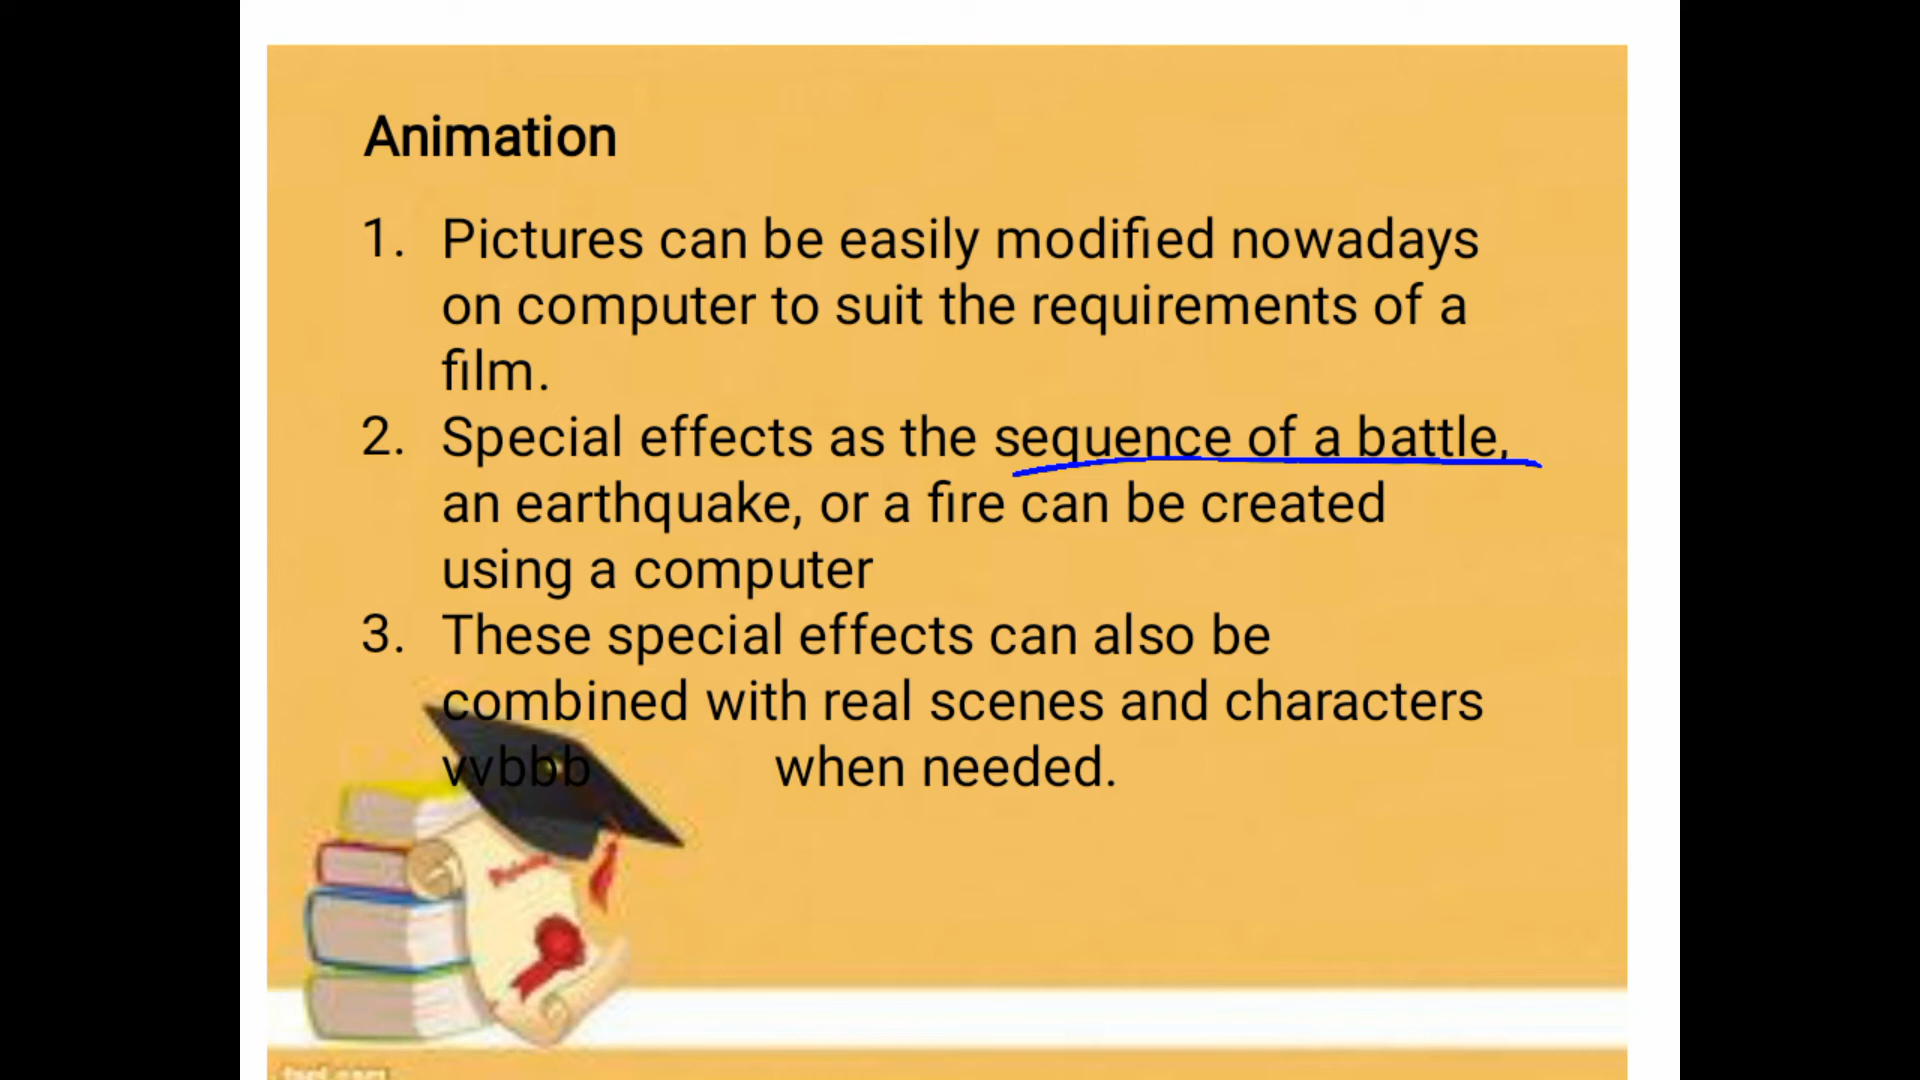 Animation
1. Pictures can be easily modified nowadays
on computer to suit the requirements of a
film.
2. Special effects as the sequence of a battle,
an earthquake, or a fire can be created
using a computer
3. These special effects can also be
combined with real scenes and characters
vvbbb when needed.